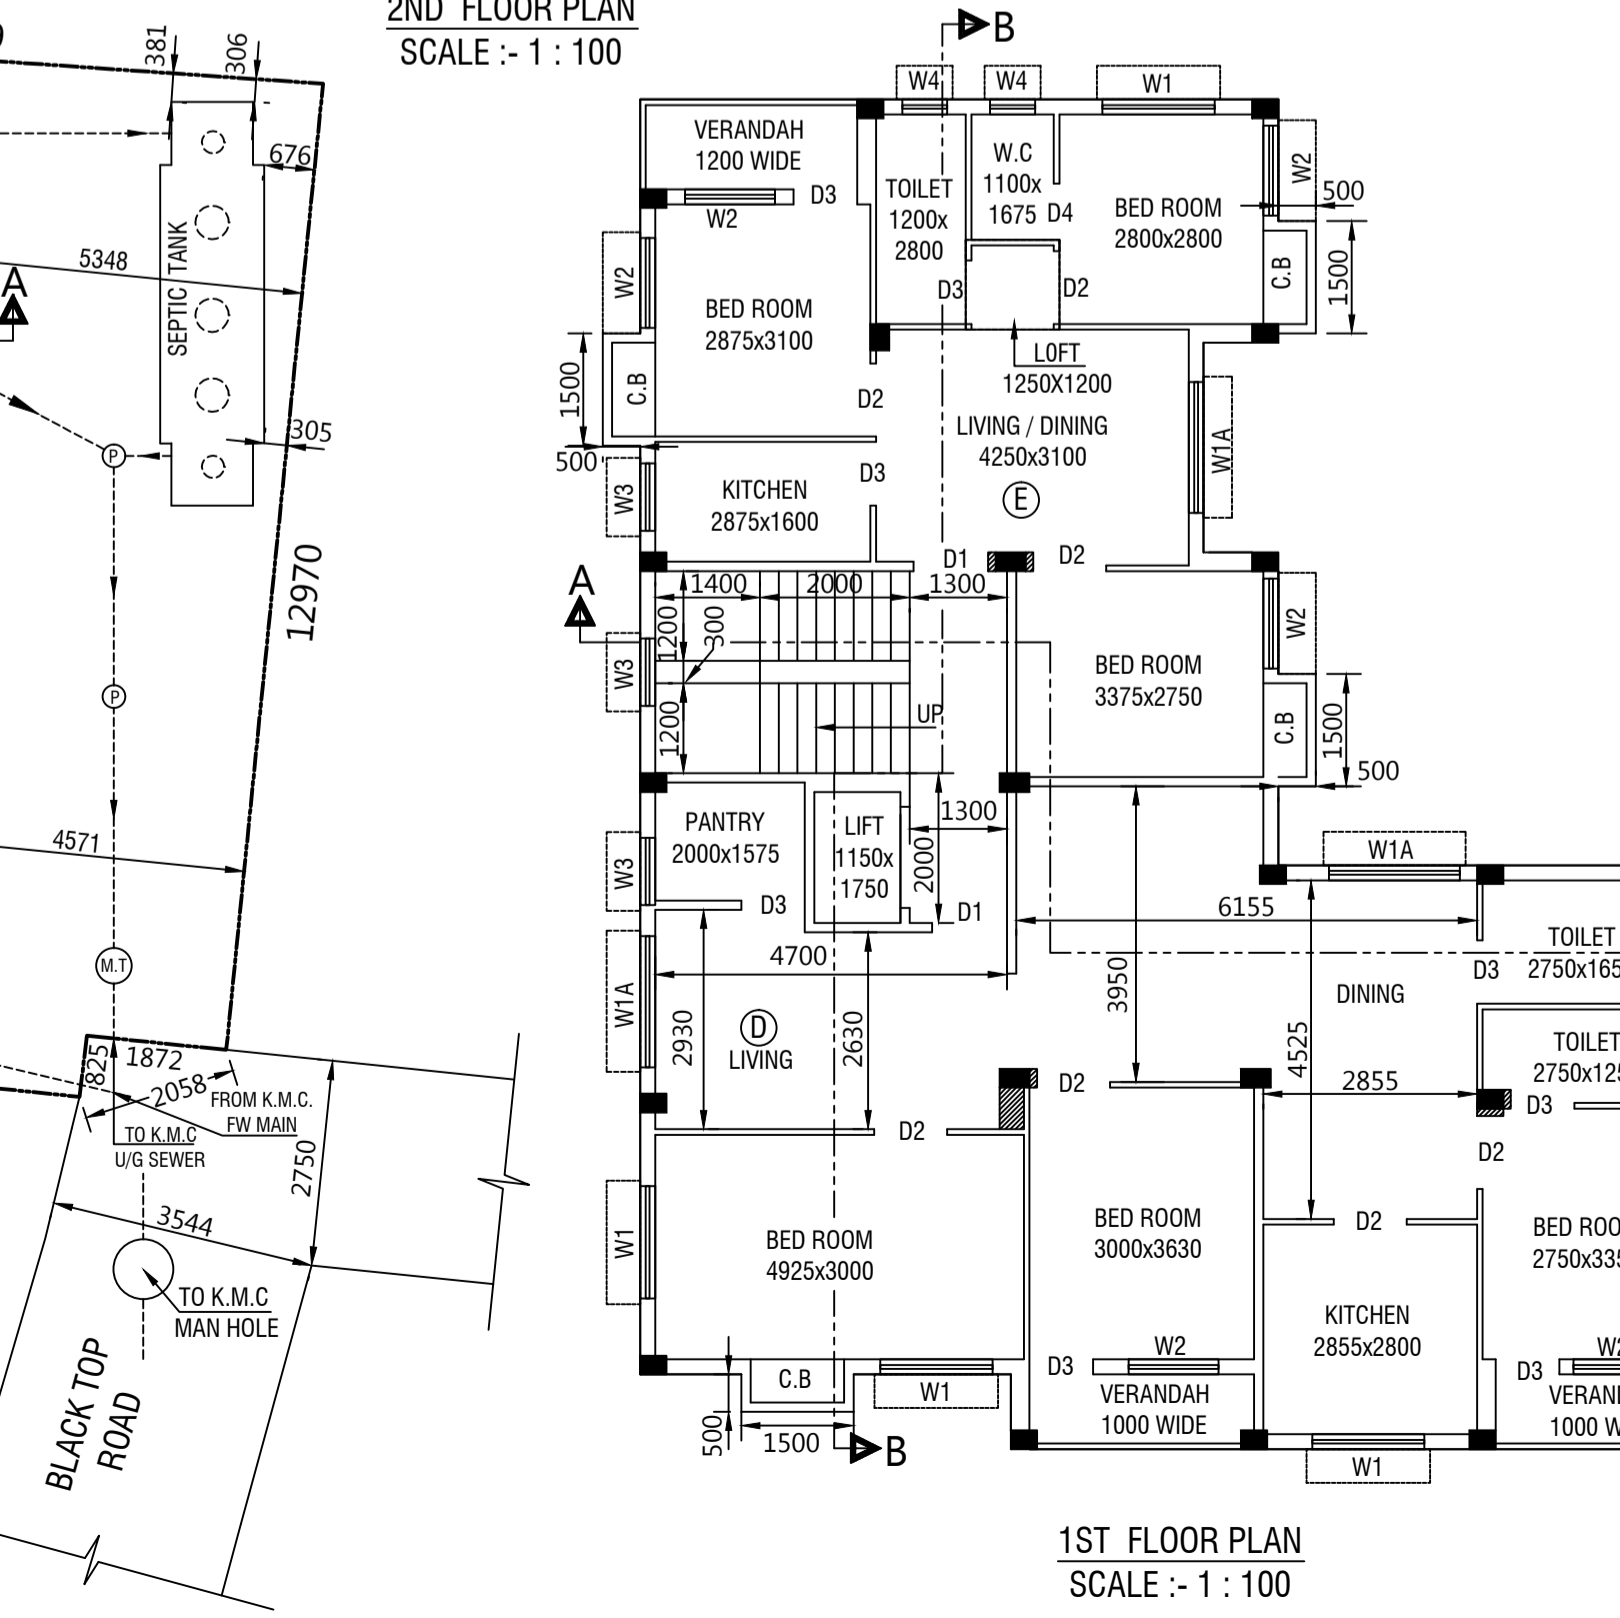 2ND FLOOR PLAN
SCALE :- 1 : 100
381
306
676
SEPTIC TANK
5348
A
305
P
12970
P
4571
M.T
825
1872
2058
FROM K.M.C.
FW MAIN
TO K.M.C
U/G SEWER
2750
3544
TO K.M.C
MAN HOLE
BLACK TOP
ROAD
B
W4
W4
W1
VERANDAH
1200 WIDE
D3
W2
TOILET
1200x
2800
W.C
1100x
1675
D4
BED ROOM
2800x2800
W2
500
1500
C.B
D3
D2
W2
BED ROOM
2875x3100
LOFT
1250X1200
1500
C.B
D2
LIVING / DINING
4250x3100
W1A
500
D3
W3
KITCHEN
2875x1600
E
D1
D2
A
1400
2000
1300
1200
300
W3
1200
UP
BED ROOM
3375x2750
W2
C.B
1500
500
PANTRY
2000x1575
LIFT
1150x
1750
1300
2000
W3
D3
D1
W1A
6155
TOILET
D3
4700
3950
DINING
W1A
2930
D
LIVING
2630
4525
TOILET
D2
2855
D3
D2
D2
W1
BED ROOM
4925x3000
BED ROOM
3000x3630
D2
KITCHEN
2855x2800
W2
D3
D3
C.B
W1
VERANDAH
1000 WIDE
1000
500
1500
B
W1
1ST FLOOR PLAN
SCALE :- 1 : 100